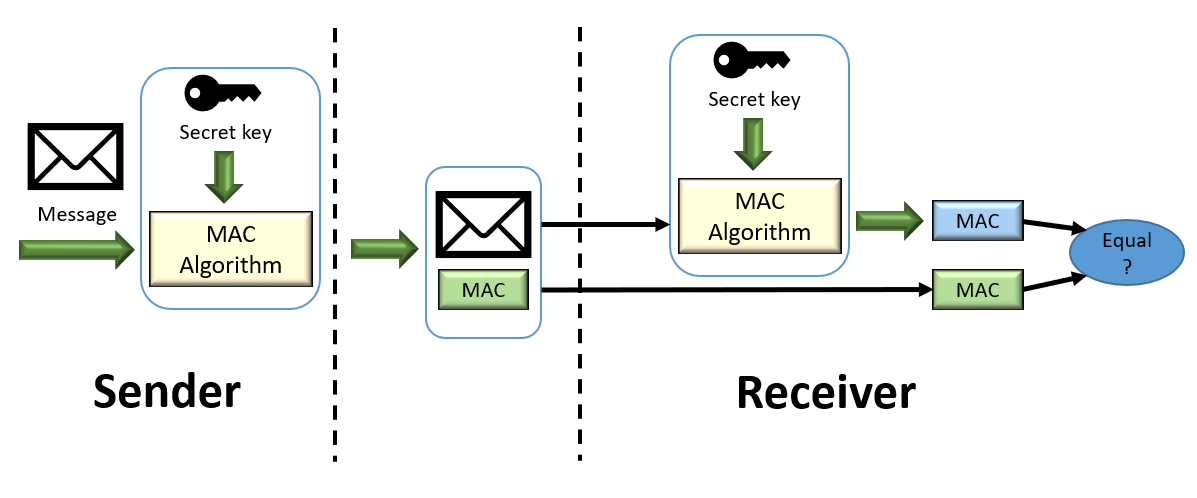 Secret key
Message
MAC
Algorithm
MAC
Secret key
MAC
Algorithm
MAC
MAC
Equal
?
Sender
Receiver